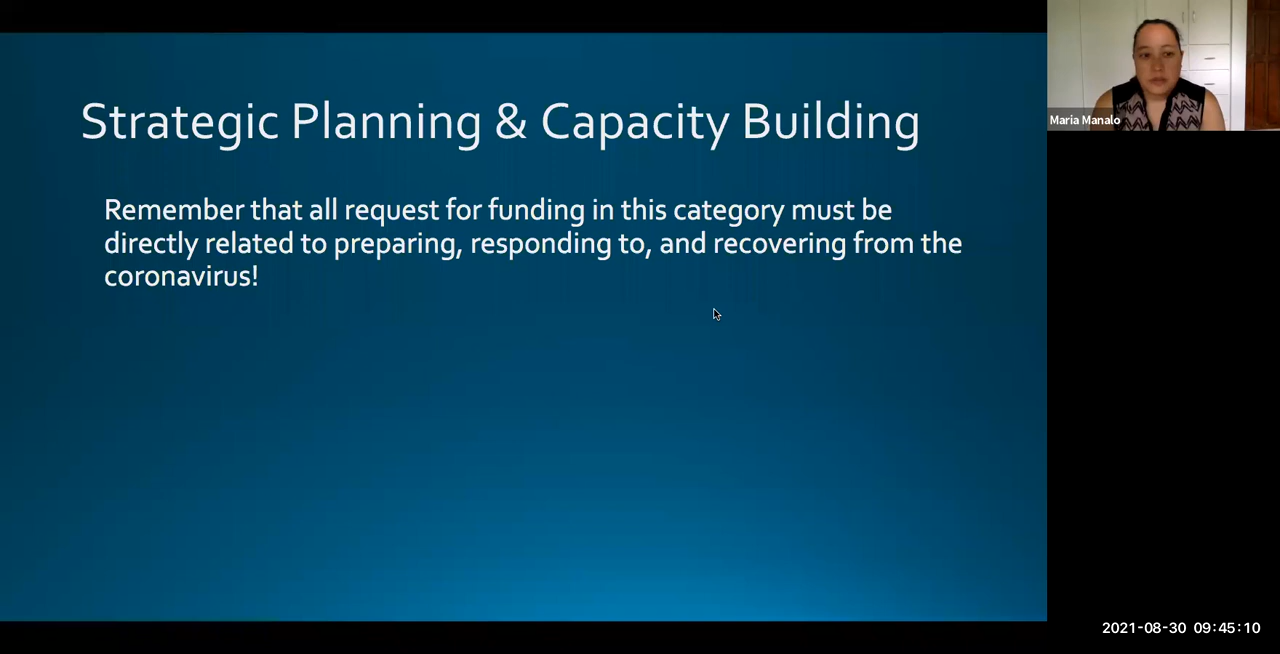 Strategic Planning & Capacity Building
Remember that all request for funding in this category must be
directly related to preparing, responding to, and recovering from the
coronavirus!
Maria Manalo
2021-08-30 09:45:10